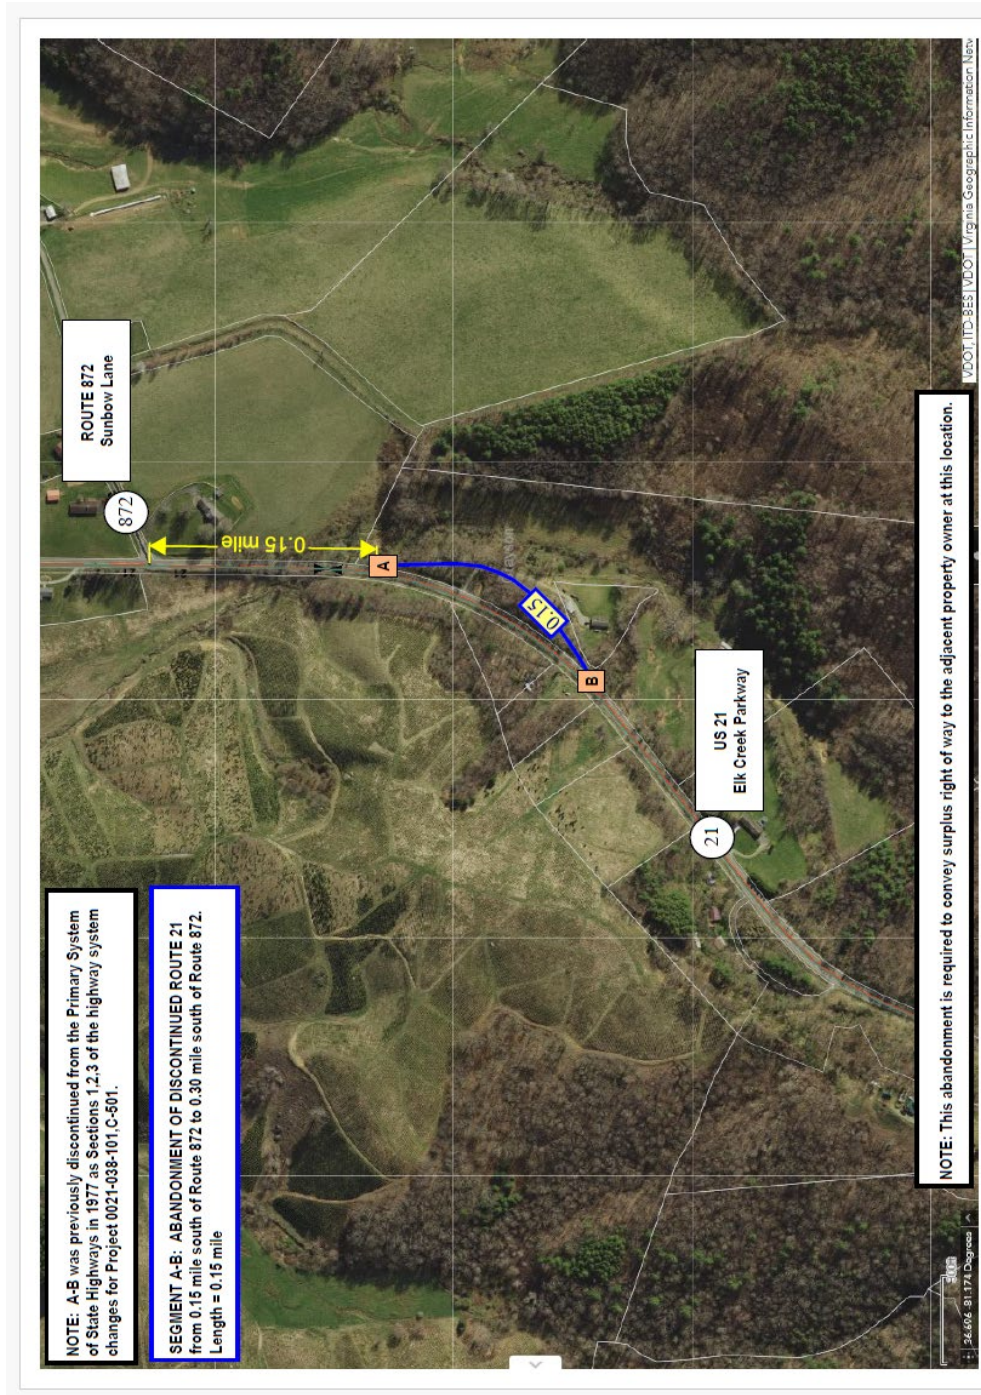 NOTE: A-B was previously discontinued from the Primary System
of State Highways in 1977 as Sections 1,2,3 of the highway system
changes for Project 0021-038-101,C-501.
SEGMENT A-B: ABANDONMENT OF DISCONTINUED ROUTE 21
from 0.15 mile south of Route 872 to 0.30 mile south of Route 872.
Length = 0.15 mile
ROUTE 872
Sunbow Lane
872
0.15 mile
A
0.15
B
US 21
Elk Creek Parkway
21
NOTE: This abandonment is required to convey surplus right of way to the adjacent property owner at this location.
36.696 -81.174 Degrees
VDOT, ITD-BES | VDOT | Virginia Geographic Information Netw